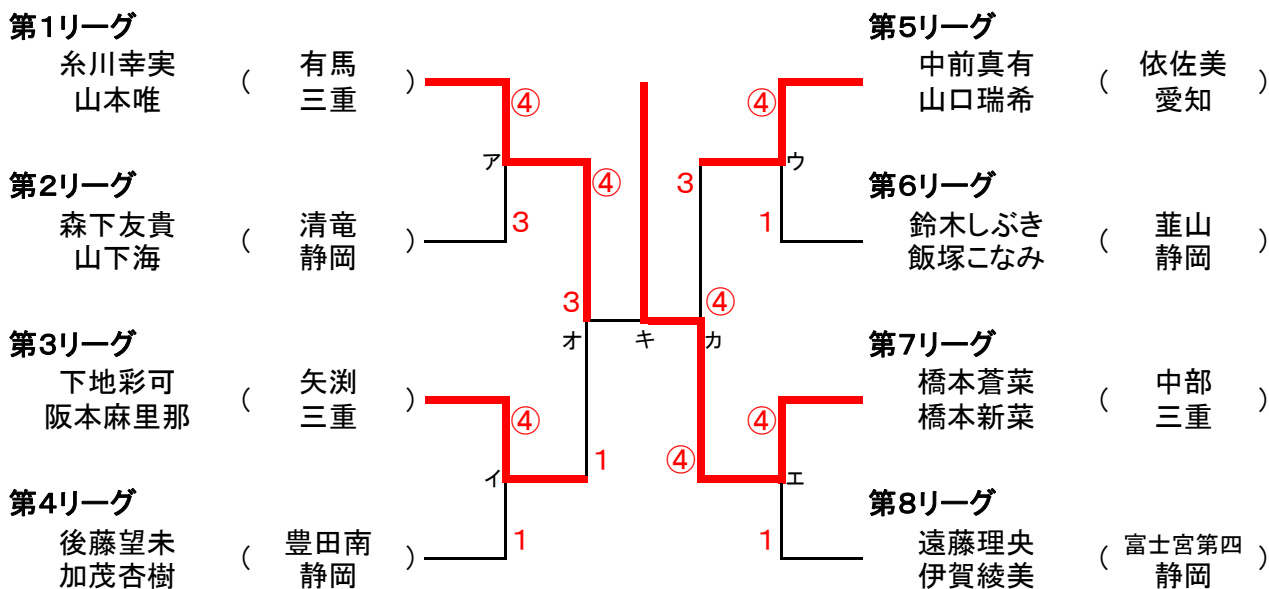 第1リーグ
糸川幸実 ( 有馬 )
山本唯 三重
④
ア
④
第2リーグ
3
森下友貴 ( 清竜 )
山下海 静岡
3
オ
第3リーグ
下地彩可 ( 矢渕 )
阪本麻里那 三重
④
1
イ
第4リーグ
1
後藤望未 ( 豊田南 )
加茂杏樹 静岡
キ
第5リーグ
中前真有 ( 依佐美 )
山口瑞希 愛知
④
ウ
3
第6リーグ
1
鈴木しぶき ( 韮山 )
飯塚こなみ 静岡
④
カ
第7リーグ
橋本蒼菜 ( 中部 )
橋本新菜 三重
④
④
エ
第8リーグ
1
遠藤理央 ( 富士宮第四 )
伊賀綾美 静岡